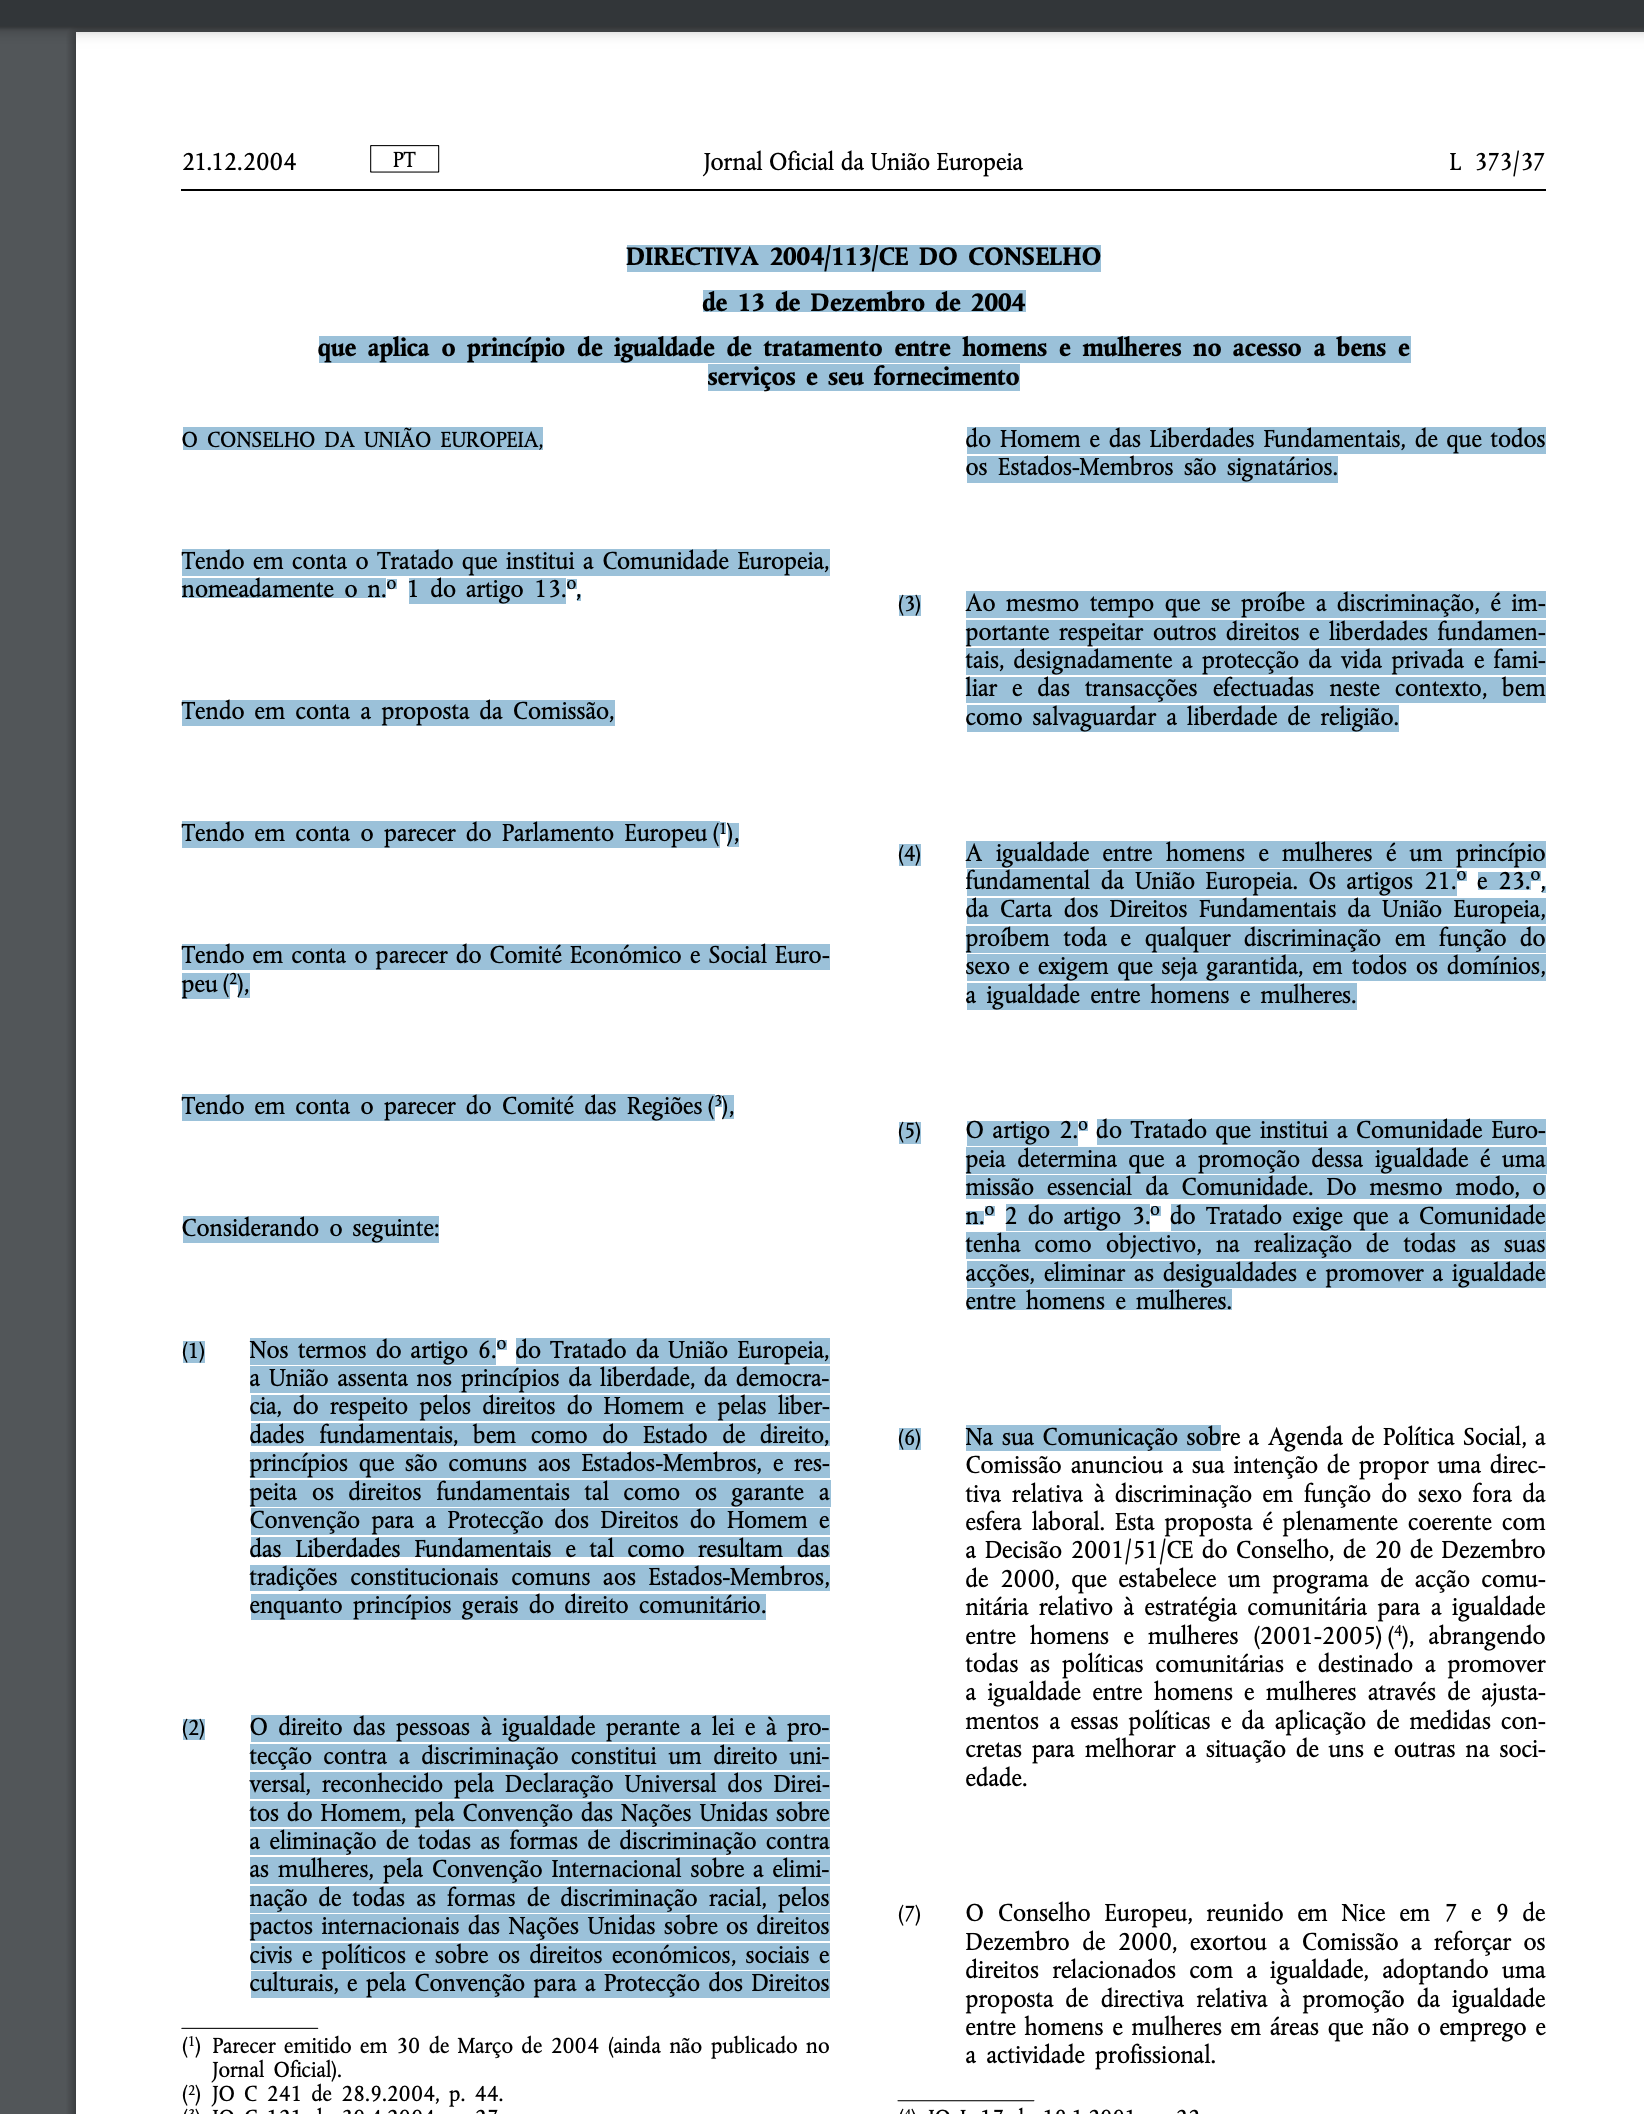 21.12.2004 PT Jornal Oficial da União Europeia L 373/37
DIRECTIVA 2004/113/CE DO CONSELHO
de 13 de Dezembro de 2004
que aplica o princípio de igualdade de tratamento entre homens e mulheres no acesso a bens e
serviços e seu fornecimento
O CONSELHO DA UNIÃO EUROPEIA,
Tendo em conta o Tratado que institui a Comunidade Europeia,
nomeadamente o n.º 1 do artigo 13.º,
Tendo em conta a proposta da Comissão,
Tendo em conta o parecer do Parlamento Europeu (¹),
Tendo em conta o parecer do Comité Económico e Social Euro-
peu (²),
Tendo em conta o parecer do Comité das Regiões (³),
Considerando o seguinte:
(1) Nos termos do artigo 6.º do Tratado da União Europeia,
a União assenta nos princípios da liberdade, da democra-
cia, do respeito pelos direitos do Homem e pelas liber-
dades fundamentais, bem como do Estado de direito,
princípios que são comuns aos Estados-Membros, e res-
peita os direitos fundamentais tal como os garante a
Convenção para a Protecção dos Direitos do Homem e
das Liberdades Fundamentais e tal como resultam das
tradições constitucionais comuns aos Estados-Membros,
enquanto princípios gerais do direito comunitário.
(2) O direito das pessoas à igualdade perante a lei e à pro-
tecção contra a discriminação constitui um direito uni-
versal, reconhecido pela Declaração Universal dos Direi-
tos do Homem, pela Convenção das Nações Unidas sobre
a eliminação de todas as formas de discriminação contra
as mulheres, pela Convenção Internacional sobre a elimi-
nação de todas as formas de discriminação racial, pelos
pactos internacionais das Nações Unidas sobre os direitos
civis e políticos e sobre os direitos económicos, sociais e
culturais, e pela Convenção para a Protecção dos Direitos
(¹) Parecer emitido em 30 de Março de 2004 (ainda não publicado no
Jornal Oficial).
(²) JO C 241 de 28.9.2004, p. 44.
do Homem e das Liberdades Fundamentais, de que todos
os Estados-Membros são signatários.
(3) Ao mesmo tempo que se proíbe a discriminação, é im-
portante respeitar outros direitos e liberdades fundamen-
tais, designadamente a protecção da vida privada e fami-
liar e das transacções efectuadas neste contexto, bem
como salvaguardar a liberdade de religião.
(4) A igualdade entre homens e mulheres é um princípio
fundamental da União Europeia. Os artigos 21.º e 23.º,
da Carta dos Direitos Fundamentais da União Europeia,
proíbem toda e qualquer discriminação em função do
sexo e exigem que seja garantida, em todos os domínios,
a igualdade entre homens e mulheres.
(5) O artigo 2.º do Tratado que institui a Comunidade Euro-
peia determina que a promoção dessa igualdade é uma
missão essencial da Comunidade. Do mesmo modo, o
n.º 2 do artigo 3.º do Tratado exige que a Comunidade
tenha como objectivo, na realização de todas as suas
acções, eliminar as desigualdades e promover a igualdade
entre homens e mulheres.
(6) Na sua Comunicação sobre a Agenda de Política Social, a
Comissão anunciou a sua intenção de propor uma direc-
tiva relativa à discriminação em função do sexo fora da
esfera laboral. Esta proposta é plenamente coerente com
a Decisão 2001/51/CE do Conselho, de 20 de Dezembro
de 2000, que estabelece um programa de acção comu-
nitária relativo à estratégia comunitária para a igualdade
entre homens e mulheres (2001-2005) (⁴), abrangendo
todas as políticas comunitárias e destinado a promover
a igualdade entre homens e mulheres através de ajusta-
mentos a essas políticas e da aplicação de medidas con-
cretas para melhorar a situação de uns e outras na soci-
edade.
(7) O Conselho Europeu, reunido em Nice em 7 e 9 de
Dezembro de 2000, exortou a Comissão a reforçar os
direitos relacionados com a igualdade, adoptando uma
proposta de directiva relativa à promoção da igualdade
entre homens e mulheres em áreas que não o emprego e
a actividade profissional.